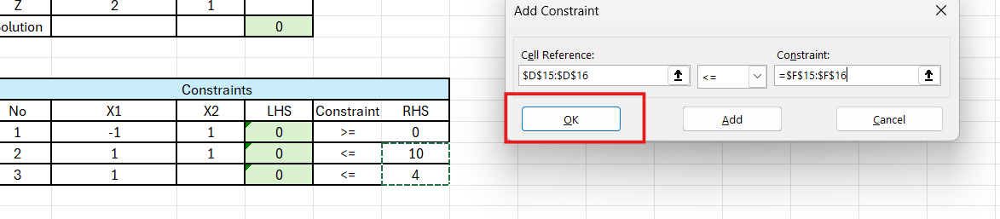 Z 2 1
olution 0
Constraints
No X1 X2 LHS Constraint RHS
1 -1 1 0 >= 0
2 1 1 0 <= 10
3 1 0 <= 4
Add Constraint
Cell Reference: Constraint:
$D$15:$D$16 <= =$F$15:$F$16
OK Add Cancel